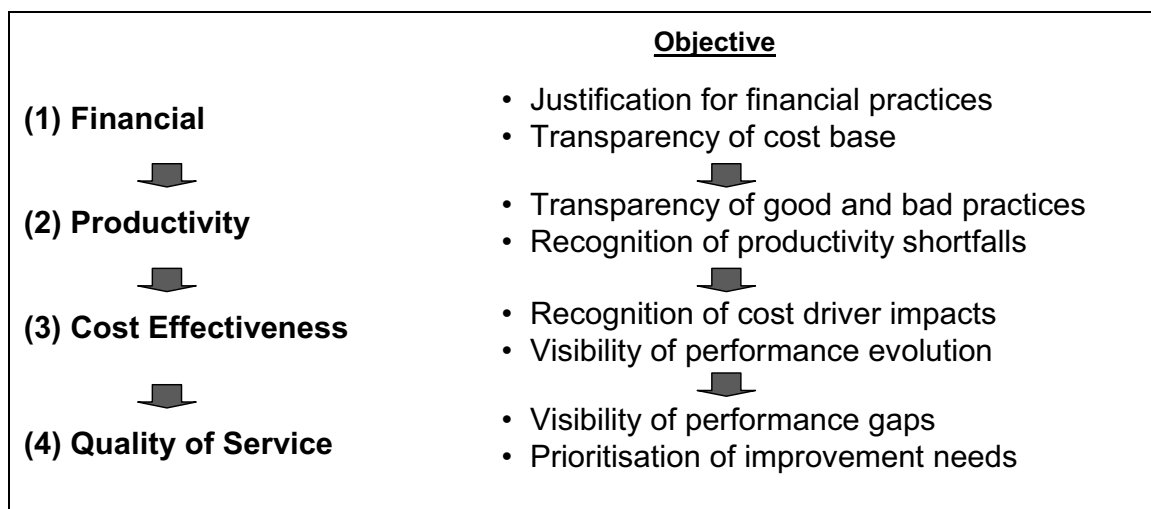 Objective
(1) Financial
• Justification for financial practices
• Transparency of cost base
(2) Productivity
• Transparency of good and bad practices
• Recognition of productivity shortfalls
(3) Cost Effectiveness
• Recognition of cost driver impacts
• Visibility of performance evolution
(4) Quality of Service
• Visibility of performance gaps
• Prioritisation of improvement needs